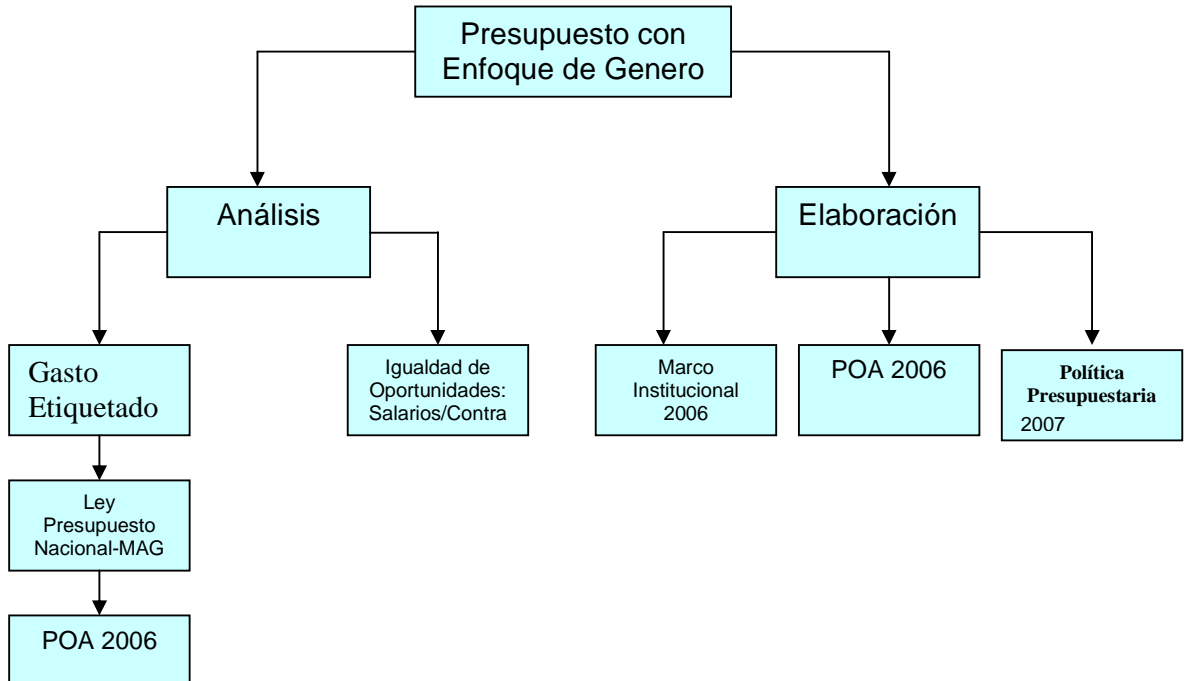 Presupuesto con
Enfoque de Genero
Análisis
Elaboración
Gasto
Etiquetado
Igualdad de
Oportunidades:
Salarios/Contra
Marco
Institucional
2006
POA 2006
Política
Presupuestaria
2007
Ley
Presupuesto
Nacional-MAG
POA 2006